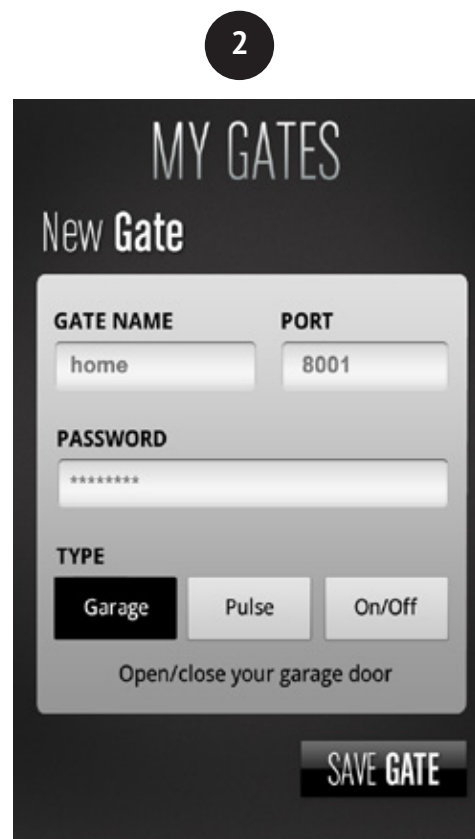 2
MY GATES
New Gate
GATE NAME PORT
home 8001
PASSWORD
********
TYPE
Garage Pulse On/Off
Open/close your garage door
SAVE GATE